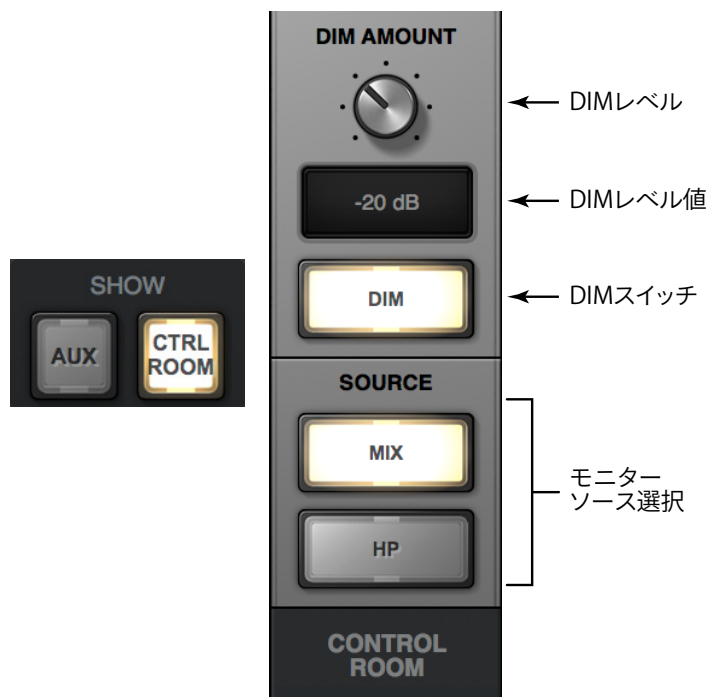 DIM AMOUNT
DIMレベル
-20 dB
DIMレベル値
SHOW
AUX
CTRL
ROOM
DIM
DIMスイッチ
SOURCE
MIX
HP
モニター
ソース選択
CONTROL
ROOM